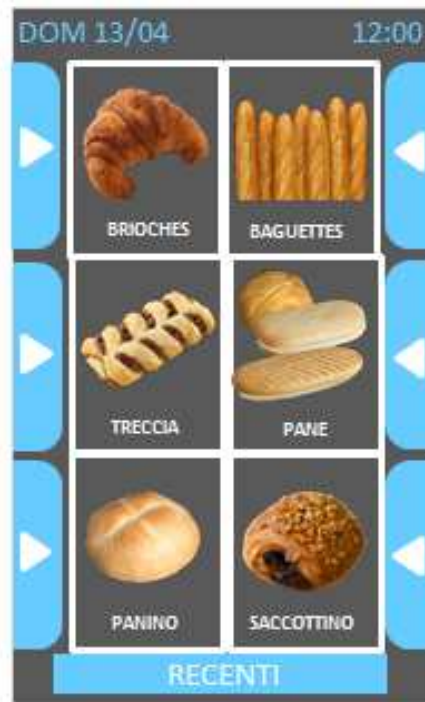 DOM 13/04 12:00
BRIOCHES BAGUETTES
TRECCIA PANE
PANINO SACCOTTINO
RECENTI